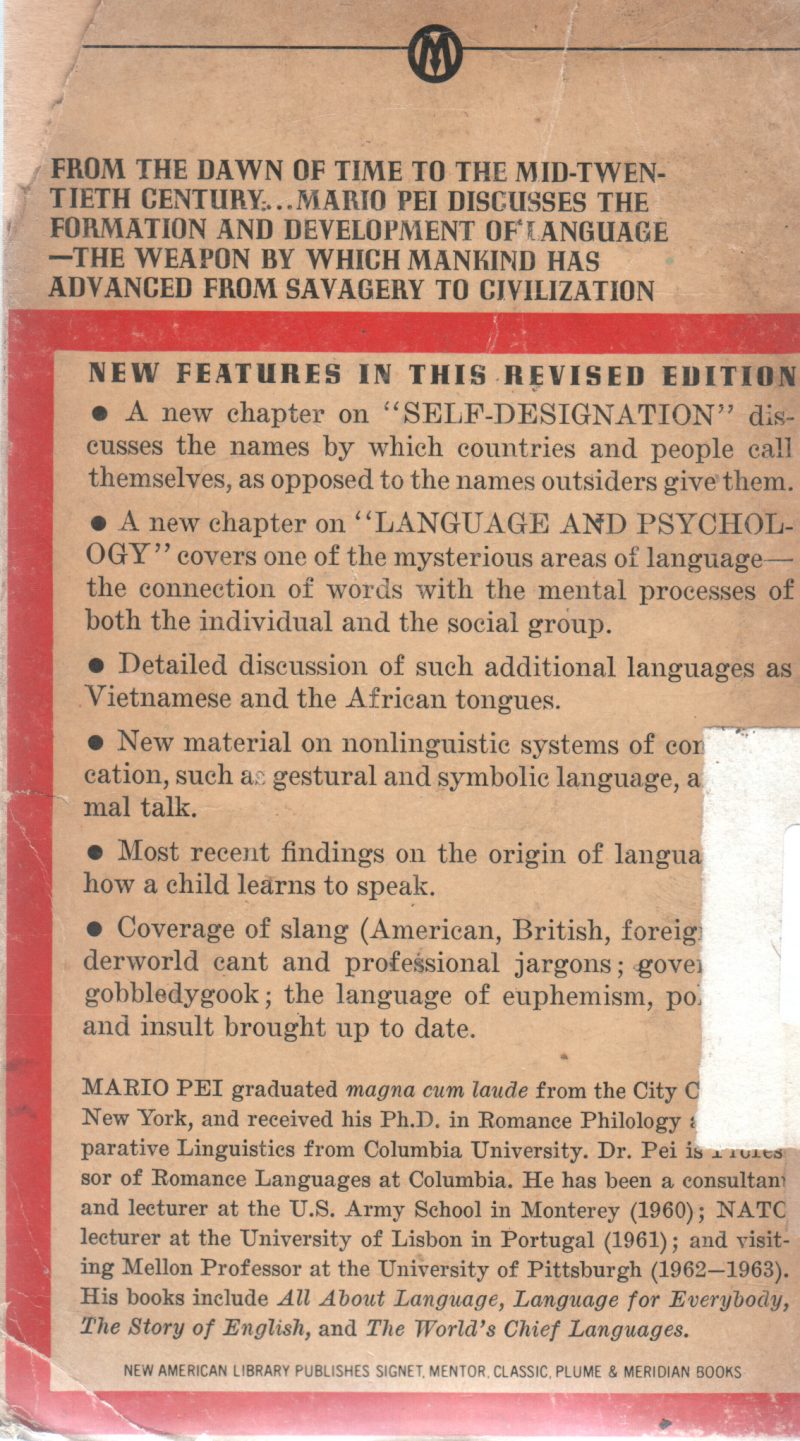 M
FROM THE DAWN OF TIME TO THE MID-TWEN-
TIETH CENTURY...MARIO PEI DISCUSSES THE
FORMATION AND DEVELOPMENT OF LANGUAGE
—THE WEAPON BY WHICH MANKIND HAS
ADVANCED FROM SAVAGERY TO CIVILIZATION
NEW FEATURES IN THIS REVISED EDITION
● A new chapter on “SELF-DESIGNATION” dis-
cusses the names by which countries and people call
themselves, as opposed to the names outsiders give them.
● A new chapter on “LANGUAGE AND PSYCHOL-
OGY” covers one of the mysterious areas of language—
the connection of words with the mental processes of
both the individual and the social group.
● Detailed discussion of such additional languages as
Vietnamese and the African tongues.
● New material on nonlinguistic systems of
cation, such as gestural and symbolic language,
mal talk.
● Most recent findings on the origin of
how a child learns to speak.
● Coverage of slang (American, British,
derworld cant and professional jargons;
gobbledygook; the language of euphemism,
and insult brought up to date.
MARIO PEI graduated magna cum laude from the City
New York, and received his Ph.D. in Romance Philology
parative Linguistics from Columbia University. Dr. Pei is Profes-
sor of Romance Languages at Columbia. He has been a consultant
and lecturer at the U.S. Army School in Monterey (1960); NATO
lecturer at the University of Lisbon in Portugal (1961); and visit-
ing Mellon Professor at the University of Pittsburgh (1962–1963).
His books include All About Language, Language for Everybody,
The Story of English, and The World's Chief Languages.
NEW AMERICAN LIBRARY PUBLISHES SIGNET, MENTOR, CLASSIC, PLUME & MERIDIAN BOOKS